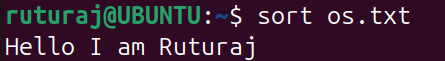 ruturaj@UBUNTU:~$ sort os.txt
Hello I am Ruturaj